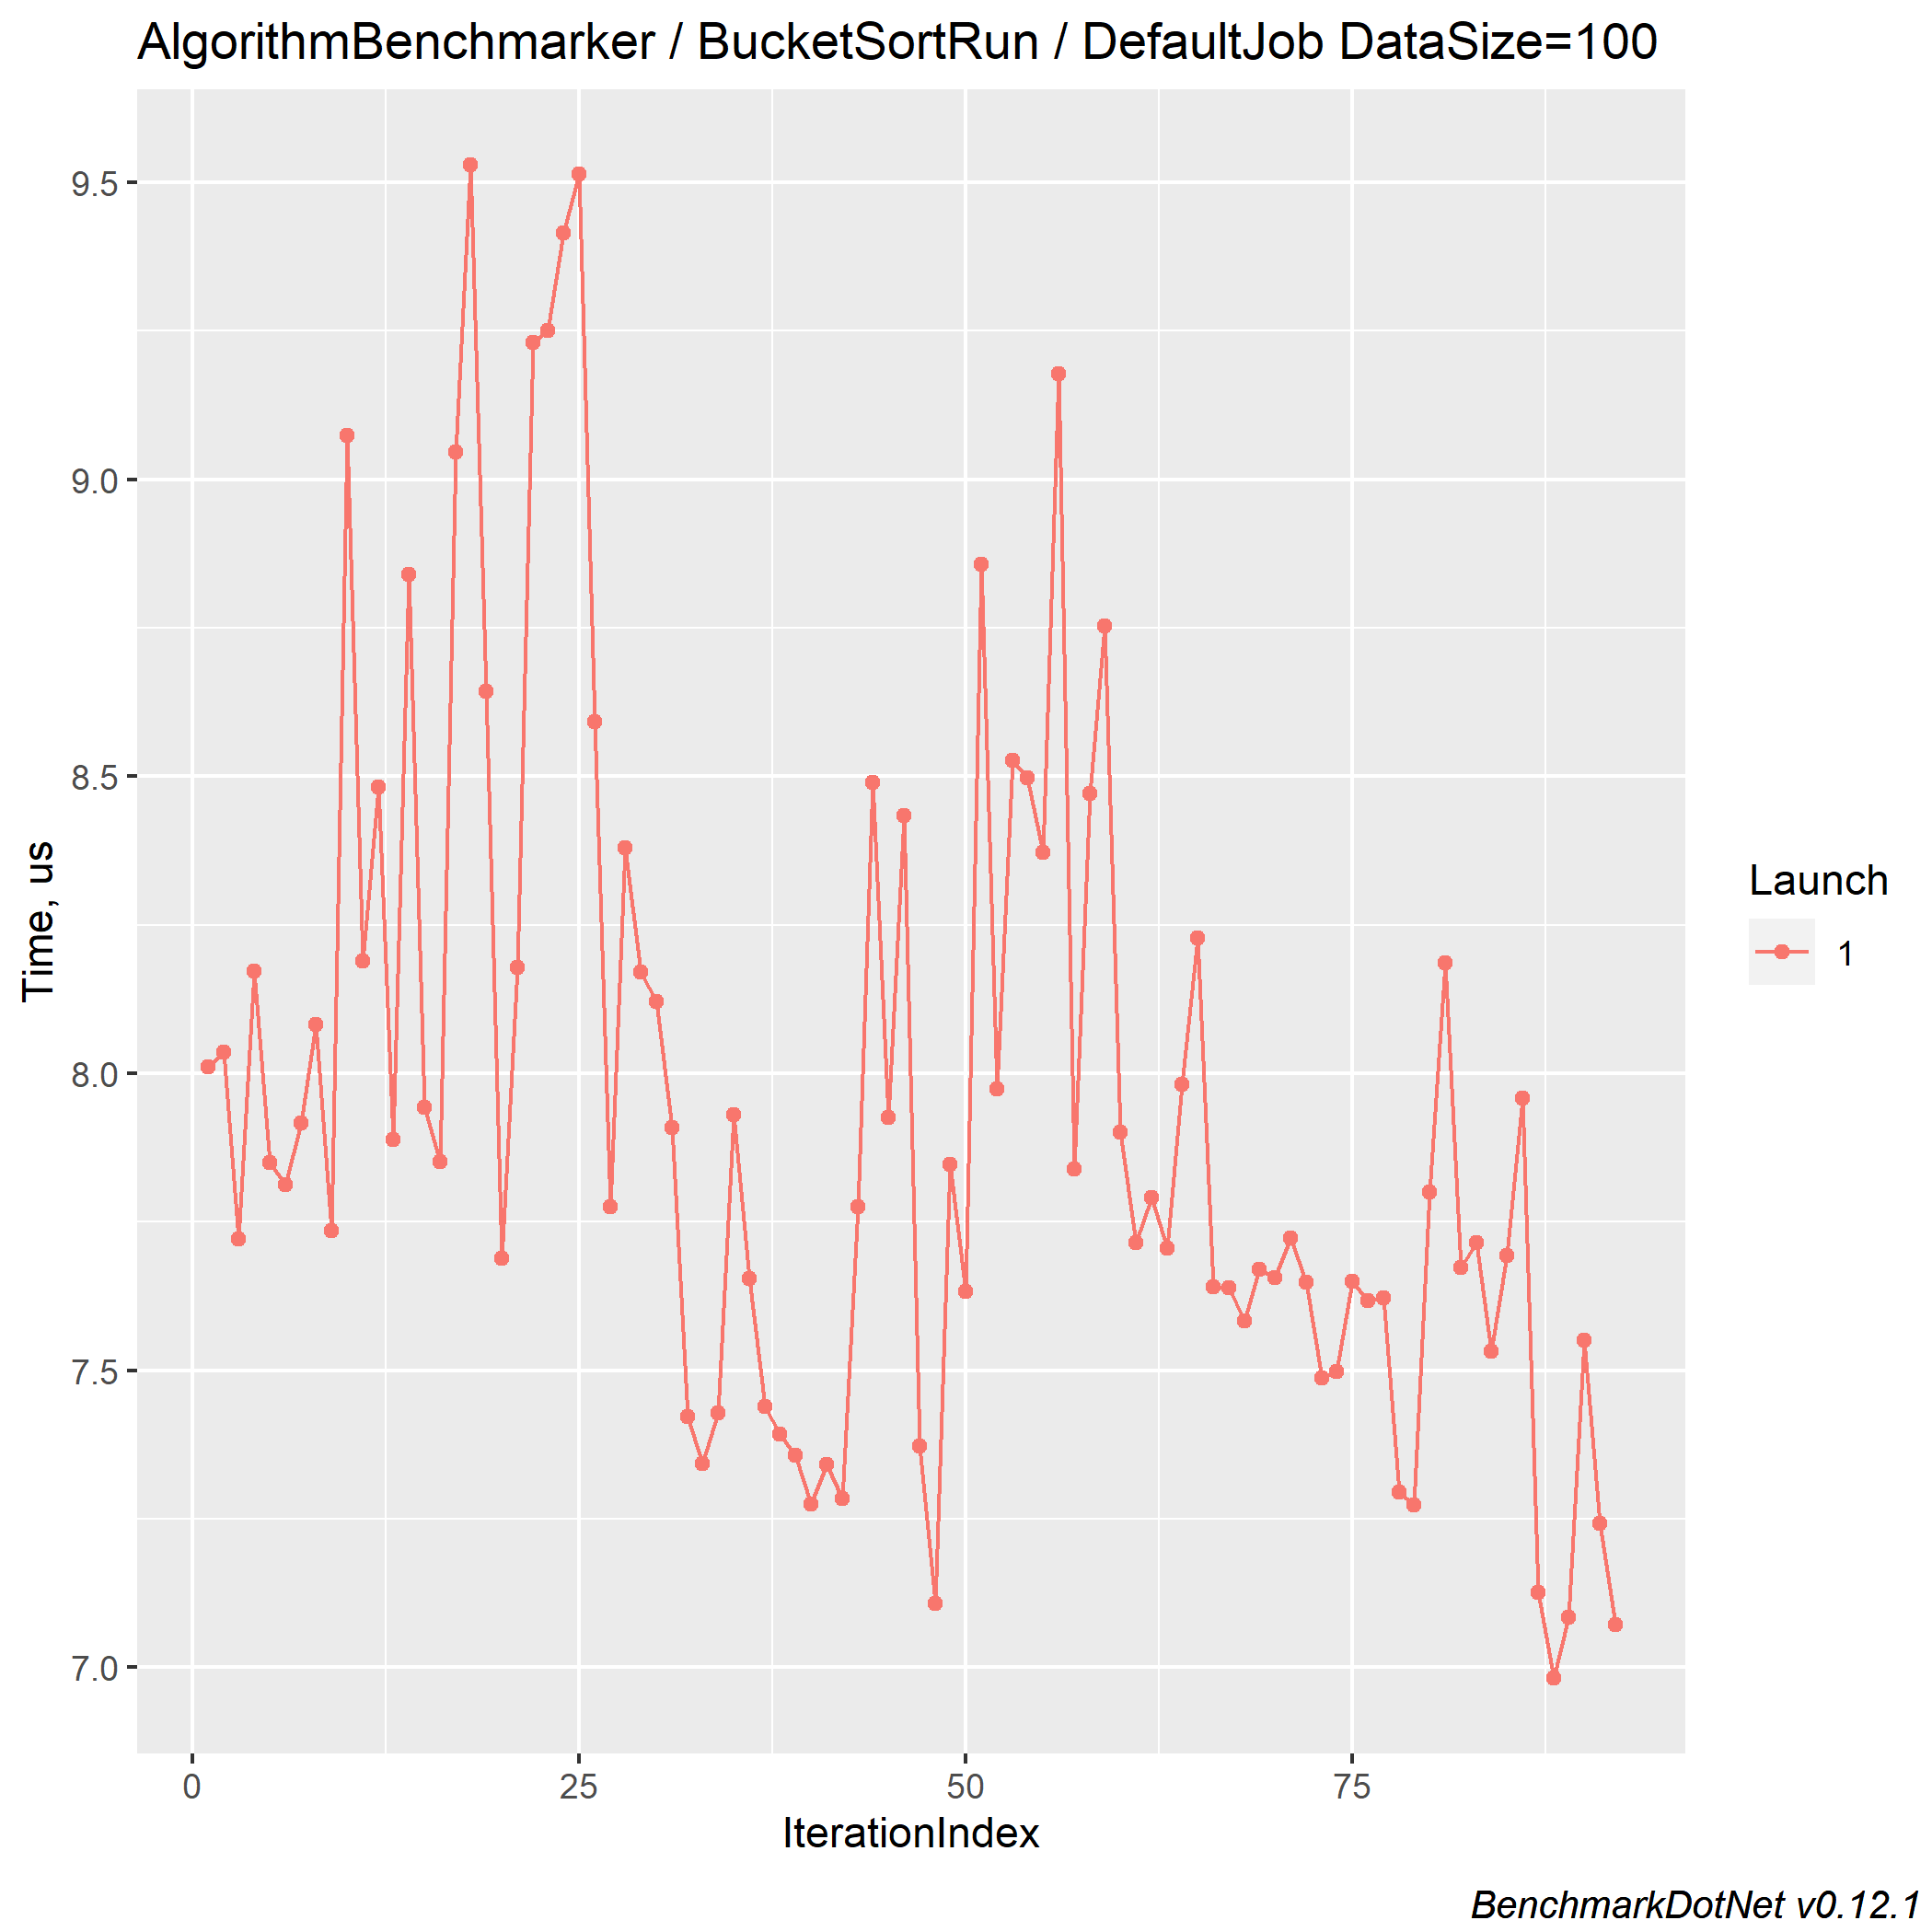 AlgorithmBenchmarker / BucketSortRun / DefaultJob DataSize=100
9.5
9.0
8.5
8.0
7.5
7.0
Time, us
0 25 50 75
IterationIndex
Launch
1
BenchmarkDotNet v0.12.1